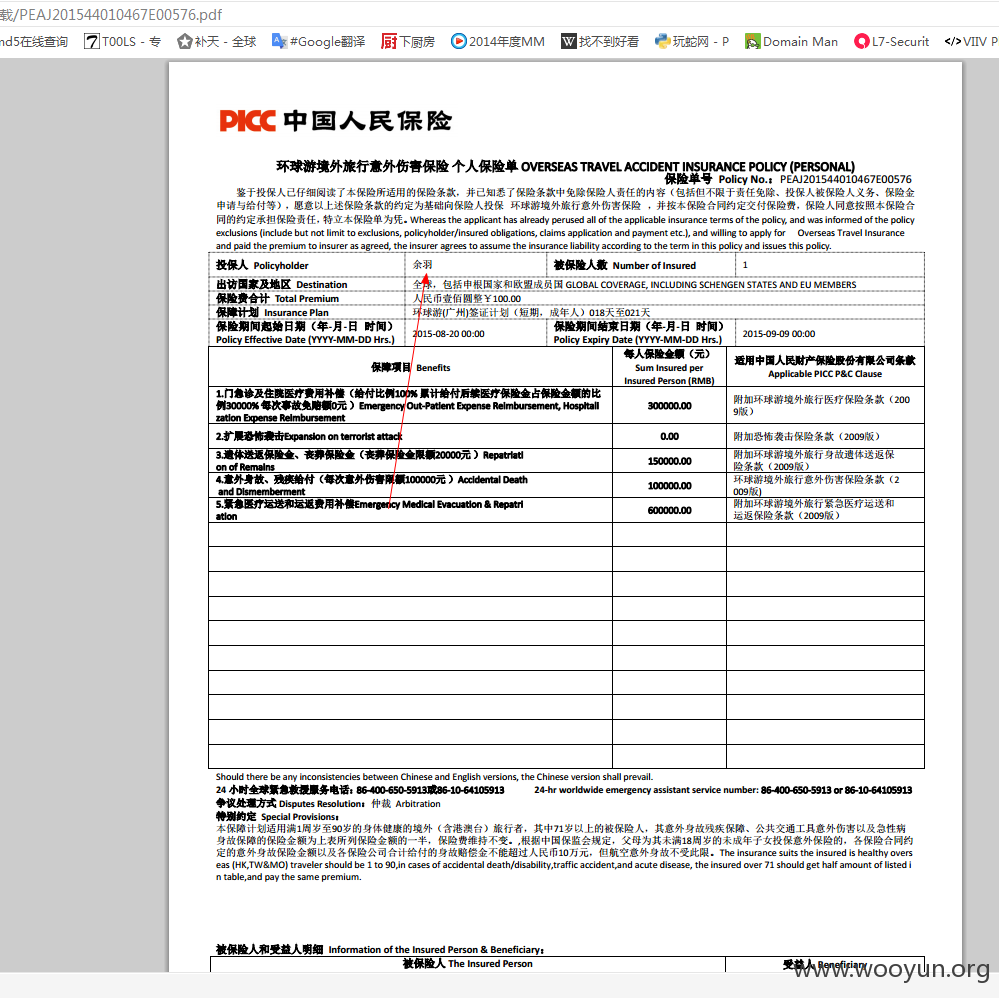 载/PEAJ201544010467E00576.pdf
md5在线查询 T00LS - 专 补天 - 全球 #Google翻译 下厨房 2014年度MM 找不到好看 玩蛇网 - P Domain Man L7-Securit VIIV P
PICC 中国人民保险
环球游境外旅行意外伤害保险 个人保险单 OVERSEAS TRAVEL ACCIDENT INSURANCE POLICY (PERSONAL)
保险单号 Policy No.: PEAJ201544010467E00576
鉴于投保人已仔细阅读了本保险所适用的保险条款，并已知悉了保险条款中免除保险人责任的内容（包括但不限于责任免除、投保人被保险人义务、保险金
申请与给付等），愿意以上述保险条款的约定为基础向保险人投保 环球游境外旅行意外伤害保险 ，并按本保险合同约定交付保险费，保险人同意按照本保险合
同的约定承担保险责任，特立本保险单为凭。Whereas the applicant has already perused all of the applicable insurance terms of the policy, and was informed of the policy
exclusions (include but not limit to exclusions, policyholder/insured obligations, claims application and payment etc.), and willing to apply for Overseas Travel Insurance
and paid the premium to insurer as agreed, the insurer agrees to assume the insurance liability according to the term in this policy and issues this policy.
投保人 Policyholder 余羽 被保险人数 Number of Insured 1
出访国家及地区 Destination 全球，包括申根国家和欧盟成员国 GLOBAL COVERAGE, INCLUDING SCHENGEN STATES AND EU MEMBERS
保险费合计 Total Premium 人民币壹佰圆整￥100.00
保障计划 Insurance Plan 环球游(广州)签证计划（短期，成年人）018天至021天
保险期间起始日期（年-月-日 时间） 2015-08-20 00:00 保险期间结束日期（年-月-日 时间） 2015-09-09 00:00
Policy Effective Date (YYYY-MM-DD Hrs.) Policy Expiry Date (YYYY-MM-DD Hrs.)
保障项目 Benefits 每人保险金额（元） 适用中国人民财产保险股份有限公司条款
Sum Insured per Applicable PICC P&C Clause
Insured Person (RMB)
1.门急诊及住院医疗费用补偿（给付比例100% 累计给付后续医疗保险金占保险金额的比
例30000% 每次事故免赔额0元 ）Emergency Out-Patient Expense Reimbursement, Hospitali
zation Expense Reimbursement 300000.00 附加环球游境外旅行医疗保险条款（200
9版）
2.扩展恐怖袭击Expansion on terrorist attack 0.00 附加恐怖袭击保险条款（2009版）
3.遗体送返保险金、丧葬保险金（丧葬保险金限额20000元 ）Repatriati
on of Remains 150000.00 附加环球游境外旅行身故遗体送返保
险条款（2009版）
4.意外身故、残疾给付（每次意外伤害限额100000元 ）Accidental Death
and Dismemberment 100000.00 环球游境外旅行意外伤害保险条款（2
009版）
5.紧急医疗运送和运返费用补偿Emergency Medical Evacuation & Repatri
ation 600000.00 附加环球游境外旅行紧急医疗运送和
运返保险条款（2009版）
Should there be any inconsistencies between Chinese and English versions, the Chinese version shall prevail.
24 小时全球紧急救援服务电话：86-400-650-5913或86-10-64105913 24-hr worldwide emergency assistant service number: 86-400-650-5913 or 86-10-64105913
争议处理方式 Disputes Resolution: 仲裁 Arbitration
特别约定 Special Provisions:
本保障计划适用满1周岁至90岁的身体健康的境外（含港澳台）旅行者，其中71岁以上的被保险人，其意外身故残疾保障、公共交通工具意外伤害以及急性病
身故保障的保险金额为上表所列保险金额的一半，保险费维持不变。,根据中国保监会规定，父母为其未满18周岁的未成年子女投保意外保险的，各保险合同约
定的意外身故保险金额以及各保险公司合计给付的身故赔偿金不能超过人民币10万元，但航空意外身故不受此限。The insurance suits the insured is healthy overs
eas (HK,TW&MO) traveler should be 1 to 90,in cases of accidental death/disability,traffic accident,and acute disease, the insured over 71 should get half amount of listed i
n table,and pay the same premium.
被保险人和受益人明细 Information of the Insured Person & Beneficiary:
被保险人 The Insured Person 受益人 Beneficiary
www.wooyun.org